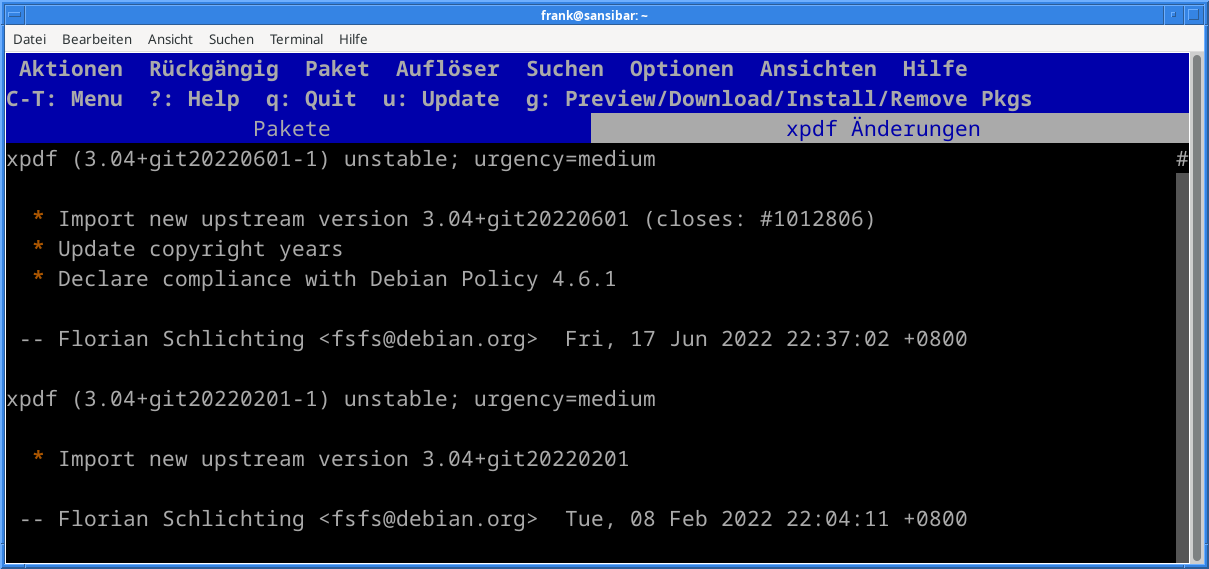 frank@sansibar: ~
Datei Bearbeiten Ansicht Suchen Terminal Hilfe
Aktionen Rückgängig Paket Auflöser Suchen Optionen Ansichten Hilfe
C-T: Menu ?: Help q: Quit u: Update g: Preview/Download/Install/Remove Pkgs
Pakete xpdf Änderungen
xpdf (3.04+git20220601-1) unstable; urgency=medium #
* Import new upstream version 3.04+git20220601 (closes: #1012806)
* Update copyright years
* Declare compliance with Debian Policy 4.6.1
-- Florian Schlichting <fsfs@debian.org> Fri, 17 Jun 2022 22:37:02 +0800
xpdf (3.04+git20220201-1) unstable; urgency=medium
* Import new upstream version 3.04+git20220201
-- Florian Schlichting <fsfs@debian.org> Tue, 08 Feb 2022 22:04:11 +0800